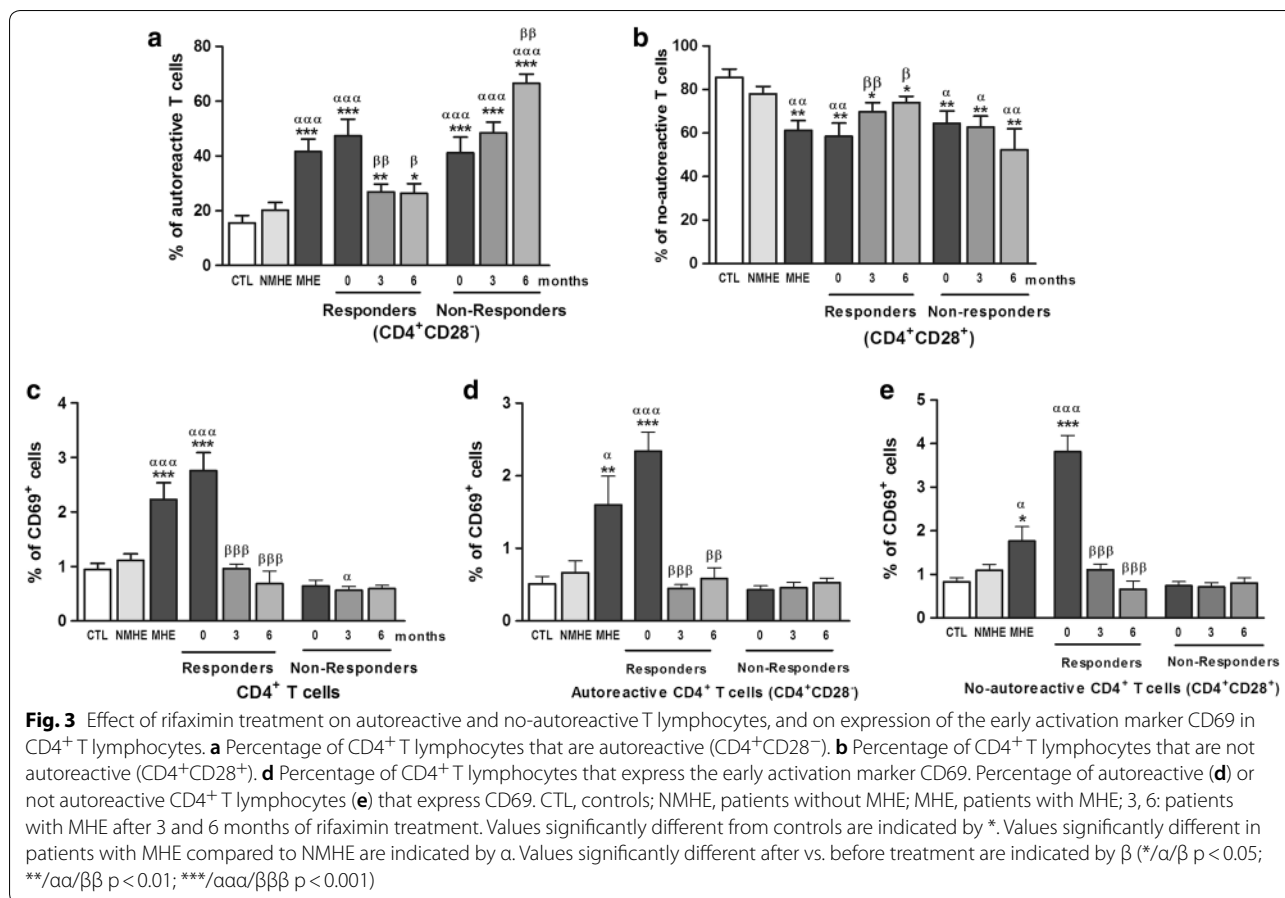 a
% of autoreactive T cells
80
60
40
20
0
ααα
***
ααα
***
ββ
**
β
*
ααα
***
ααα
***
ββ
ααα
***
CTL NMHE MHE 0 3 6 0 3 6 months
Responders Non-Responders
(CD4⁺CD28⁻)
b
% of no-autoreactive T cells
100
80
60
40
20
0
αα
**
αα
**
ββ
*
β
*
α
**
α
**
αα
**
CTL NMHE MHE 0 3 6 0 3 6 months
Responders Non-responders
(CD4⁺CD28⁺)
c
% of CD69⁺ cells
4
3
2
1
0
ααα
***
ααα
***
βββ
βββ
α
CTL NMHE MHE 0 3 6 0 3 6 months
Responders Non-Responders
CD4⁺ T cells
d
% of CD69⁺ cells
3
2
1
0
α
**
ααα
***
βββ
ββ
CTL NMHE MHE 0 3 6 0 3 6
Responders Non-Responders
Autoreactive CD4⁺ T cells (CD4⁺CD28⁻)
e
% of CD69⁺ cells
5
4
3
2
1
0
α
*
ααα
***
βββ
βββ
CTL NMHE MHE 0 3 6 0 3 6
Responders Non-Responders
No-autoreactive CD4⁺ T cells (CD4⁺CD28⁺)
Fig. 3 Effect of rifaximin treatment on autoreactive and no-autoreactive T lymphocytes, and on expression of the early activation marker CD69 in
CD4⁺ T lymphocytes. a Percentage of CD4⁺ T lymphocytes that are autoreactive (CD4⁺CD28⁻). b Percentage of CD4⁺ T lymphocytes that are not
autoreactive (CD4⁺CD28⁺). d Percentage of CD4⁺ T lymphocytes that express the early activation marker CD69. Percentage of autoreactive (d) or
not autoreactive CD4⁺ T lymphocytes (e) that express CD69. CTL, controls; NMHE, patients without MHE; MHE, patients with MHE; 3, 6: patients
with MHE after 3 and 6 months of rifaximin treatment. Values significantly different from controls are indicated by *. Values significantly different in
patients with MHE compared to NMHE are indicated by α. Values significantly different after vs. before treatment are indicated by β (*/α/β p < 0.05;
**/αα/ββ p < 0.01; ***/ααα/βββ p < 0.001)